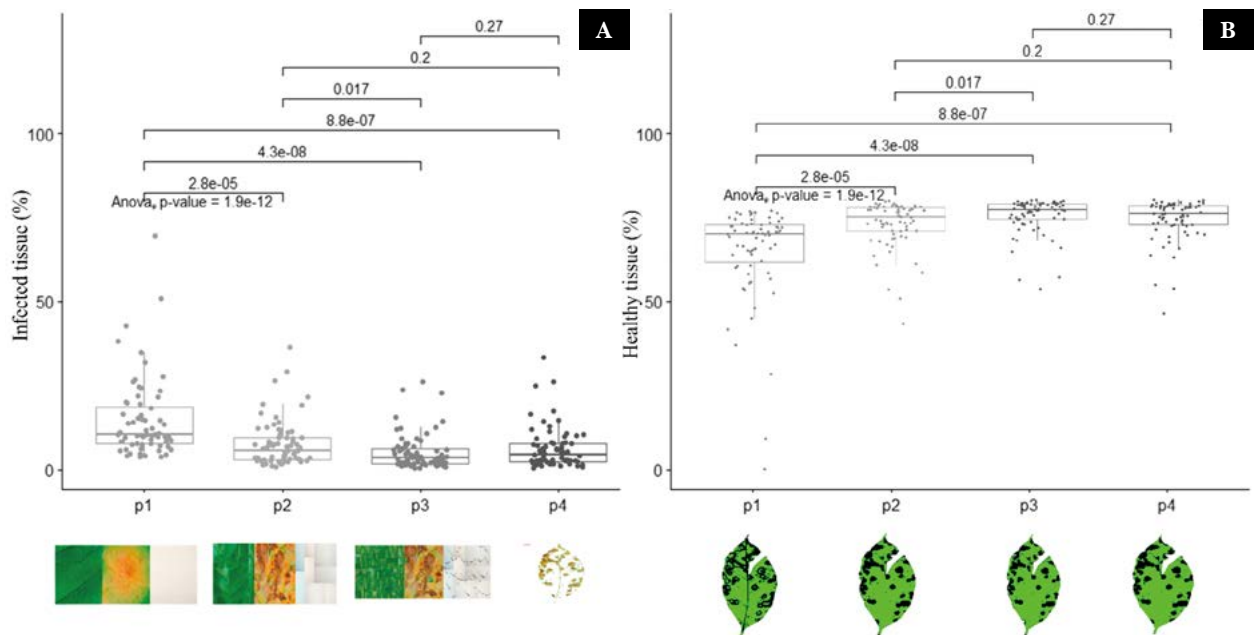 A
0.27
0.2
0.017
8.8e-07
4.3e-08
2.8e-05
Anova, p-value = 1.9e-12
100
50
0
Infected tissue (%)
p1 p2 p3 p4
B
0.27
0.2
0.017
8.8e-07
4.3e-08
2.8e-05
Anova, p-value = 1.9e-12
100
50
0
Healthy tissue (%)
p1 p2 p3 p4